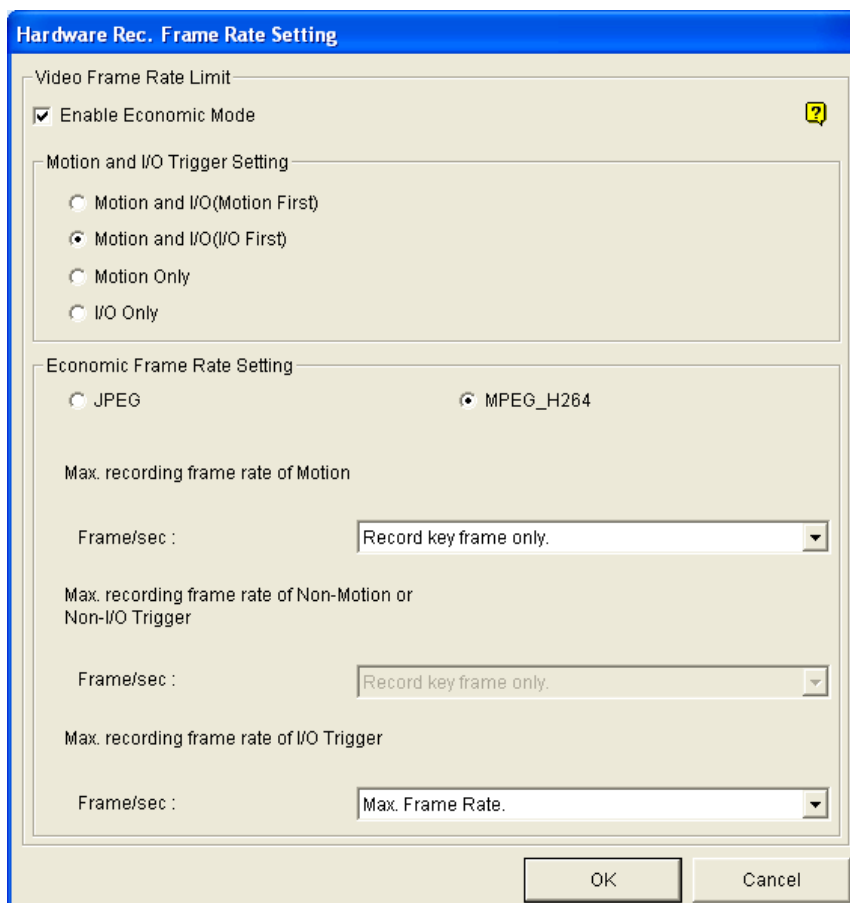 Hardware Rec. Frame Rate Setting
Video Frame Rate Limit
Enable Economic Mode
?
Motion and I/O Trigger Setting
Motion and I/O(Motion First)
Motion and I/O(I/O First)
Motion Only
I/O Only
Economic Frame Rate Setting
JPEG MPEG_H264
Max. recording frame rate of Motion
Frame/sec : Record key frame only.
Max. recording frame rate of Non-Motion or
Non-I/O Trigger
Frame/sec : Record key frame only.
Max. recording frame rate of I/O Trigger
Frame/sec : Max. Frame Rate.
OK Cancel